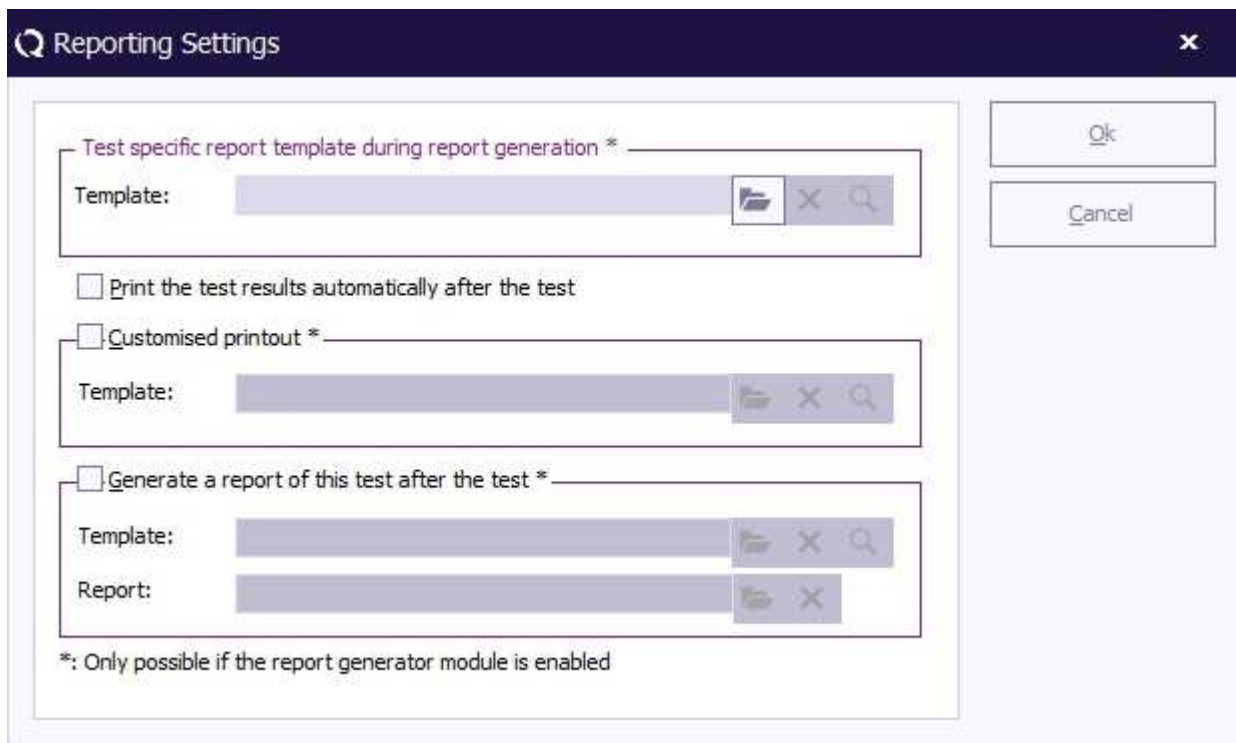 Reporting Settings
Ok
Cancel
Test specific report template during report generation *
Template:
Print the test results automatically after the test
Customised printout *
Template:
Generate a report of this test after the test *
Template:
Report:
*: Only possible if the report generator module is enabled